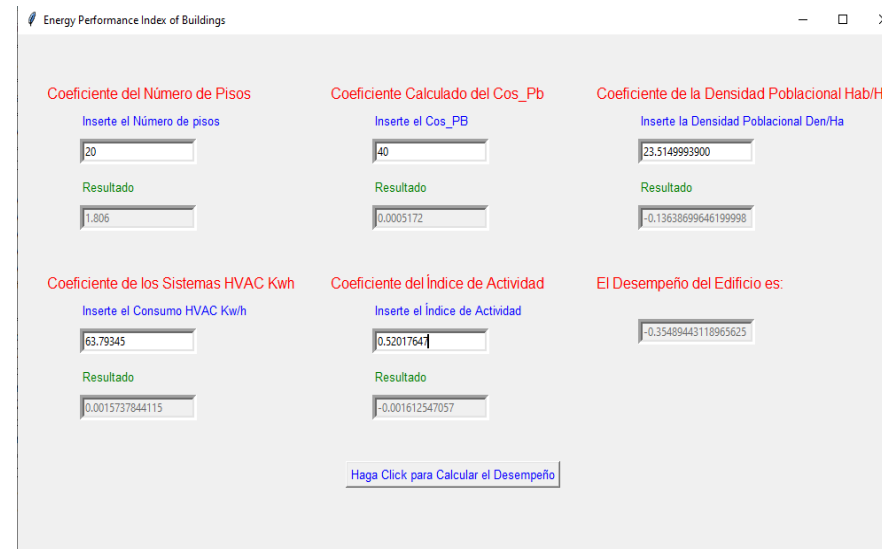 Energy Performance Index of Buildings
Coeficiente del Número de Pisos
Inserte el Número de pisos
20
Resultado
1.806
Coeficiente Calculado del Cos_Pb
Inserte el Cos_PB
40
Resultado
0.0005172
Coeficiente de la Densidad Poblacional Hab/H
Inserte la Densidad Poblacional Den/Ha
23.5149993900
Resultado
-0.13638699646199998
Coeficiente de los Sistemas HVAC Kwh
Inserte el Consumo HVAC Kw/h
63.79345
Resultado
0.0015737844115
Coeficiente del Índice de Actividad
Inserte el Índice de Actividad
0.52017647
Resultado
-0.001612547057
El Desempeño del Edificio es:
-0.35489443118965625
Haga Click para Calcular el Desempeño